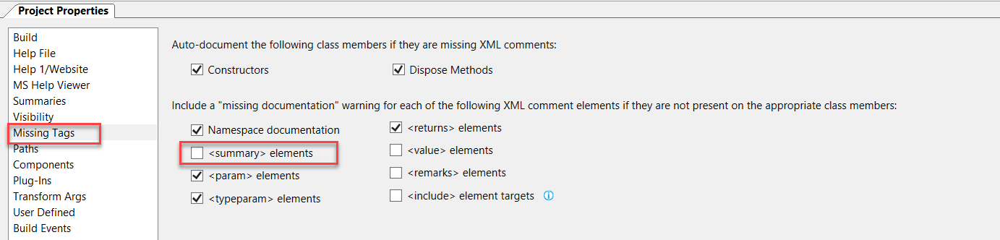 Project Properties
Build
Help File
Help 1/Website
MS Help Viewer
Summaries
Visibility
Missing Tags
Paths
Components
Plug-Ins
Transform Args
User Defined
Build Events
Auto-document the following class members if they are missing XML comments:
Constructors
Dispose Methods
Include a "missing documentation" warning for each of the following XML comment elements if they are not present on the appropriate class members:
Namespace documentation
<returns> elements
<summary> elements
<value> elements
<param> elements
<remarks> elements
<typeparam> elements
<include> element targets